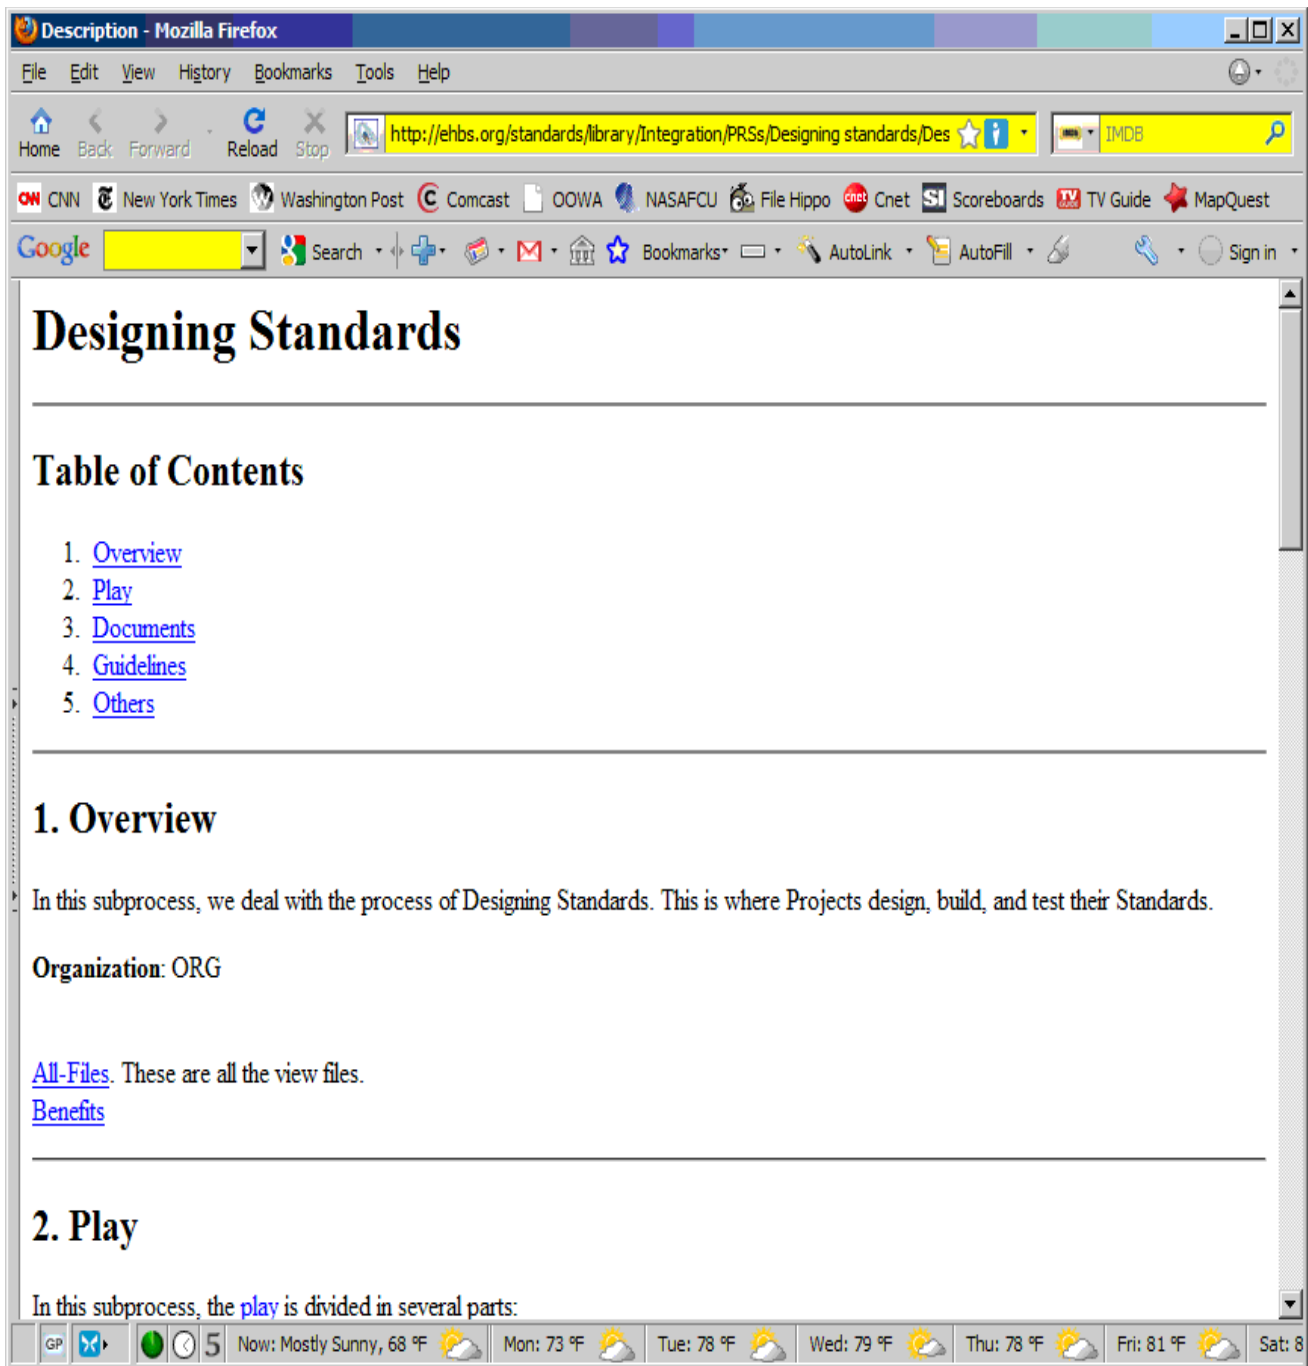 Description - Mozilla Firefox
File Edit View History Bookmarks Tools Help
Home Back Forward Reload Stop http://ehbs.org/standards/library/Integration/PRSs/Designing standards/Des IMDB
CNN New York Times Washington Post Comcast OOWA NASAFCU File Hippo cnet Cnet SI Scoreboards TV Guide MapQuest
Google Search Bookmarks AutoLink AutoFill Sign in
Designing Standards
Table of Contents
1. Overview
2. Play
3. Documents
4. Guidelines
5. Others
1. Overview
In this subprocess, we deal with the process of Designing Standards. This is where Projects design, build, and test their Standards.
Organization: ORG
All-Files. These are all the view files.
Benefits
2. Play
In this subprocess, the play is divided in several parts:
GP 5 Now: Mostly Sunny, 68 °F Mon: 73 °F Tue: 78 °F Wed: 79 °F Thu: 78 °F Fri: 81 °F Sat: 8